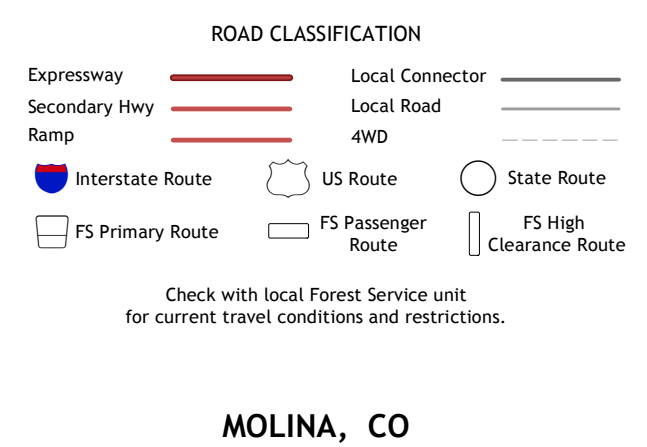 ROAD CLASSIFICATION
Expressway
Local Connector
Secondary Hwy
Local Road
Ramp
4WD
Interstate Route
US Route
State Route
FS Primary Route
FS Passenger
Route
FS High
Clearance Route
Check with local Forest Service unit
for current travel conditions and restrictions.
MOLINA, CO